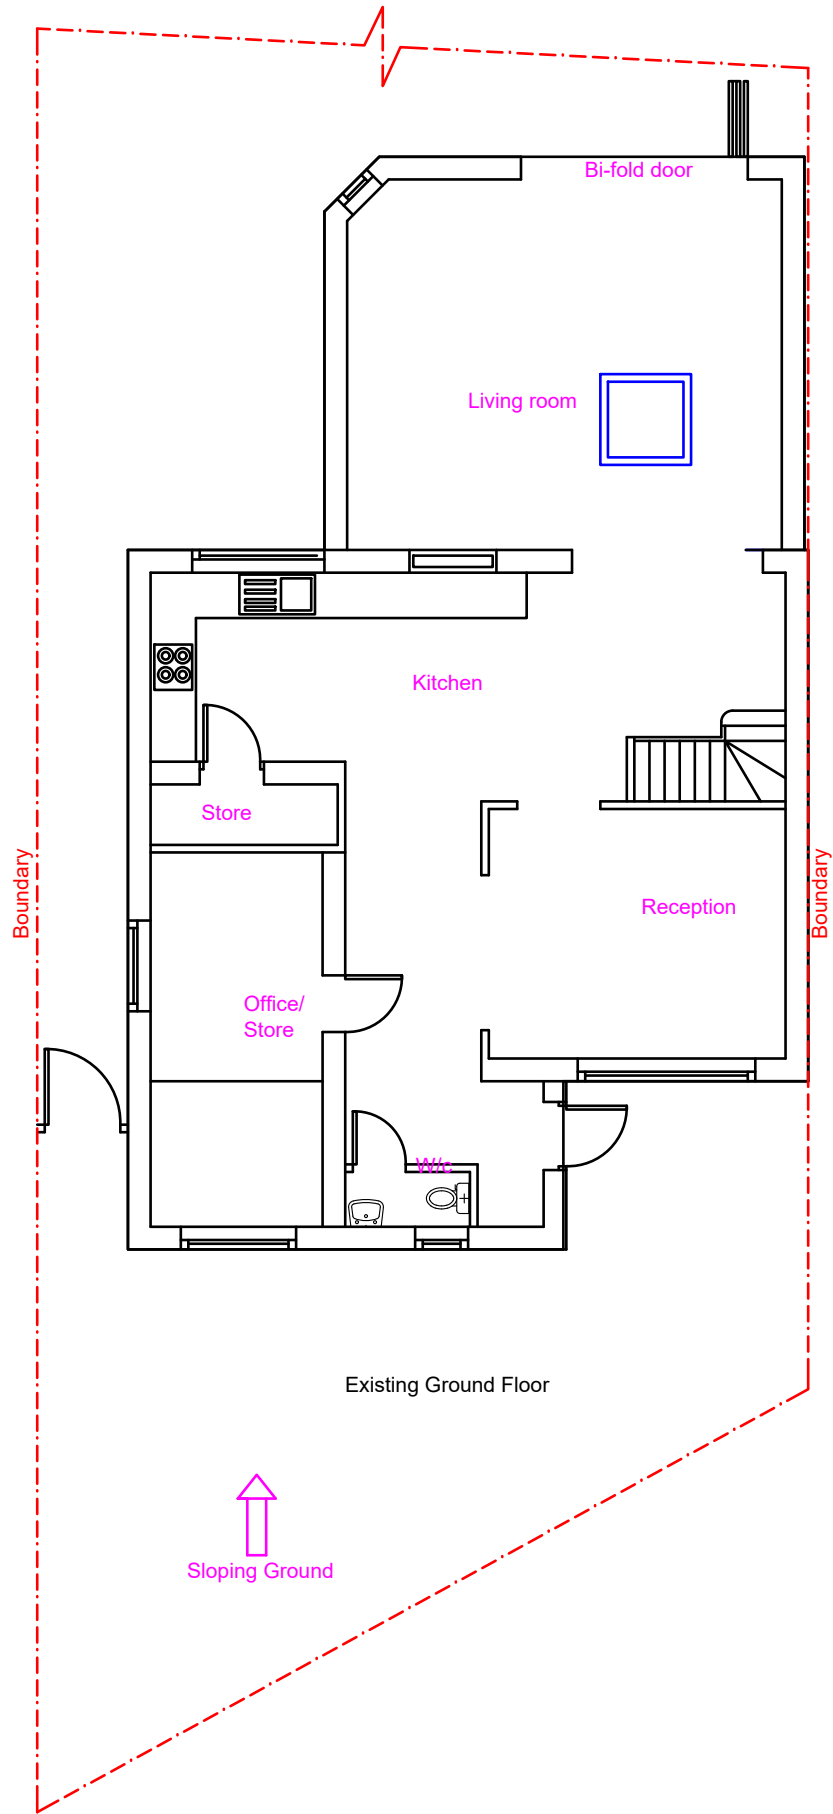 Bi-fold door
Living room
Kitchen
Store
Boundary
Reception
Boundary
Office/
Store
W/c
Existing Ground Floor
Sloping Ground